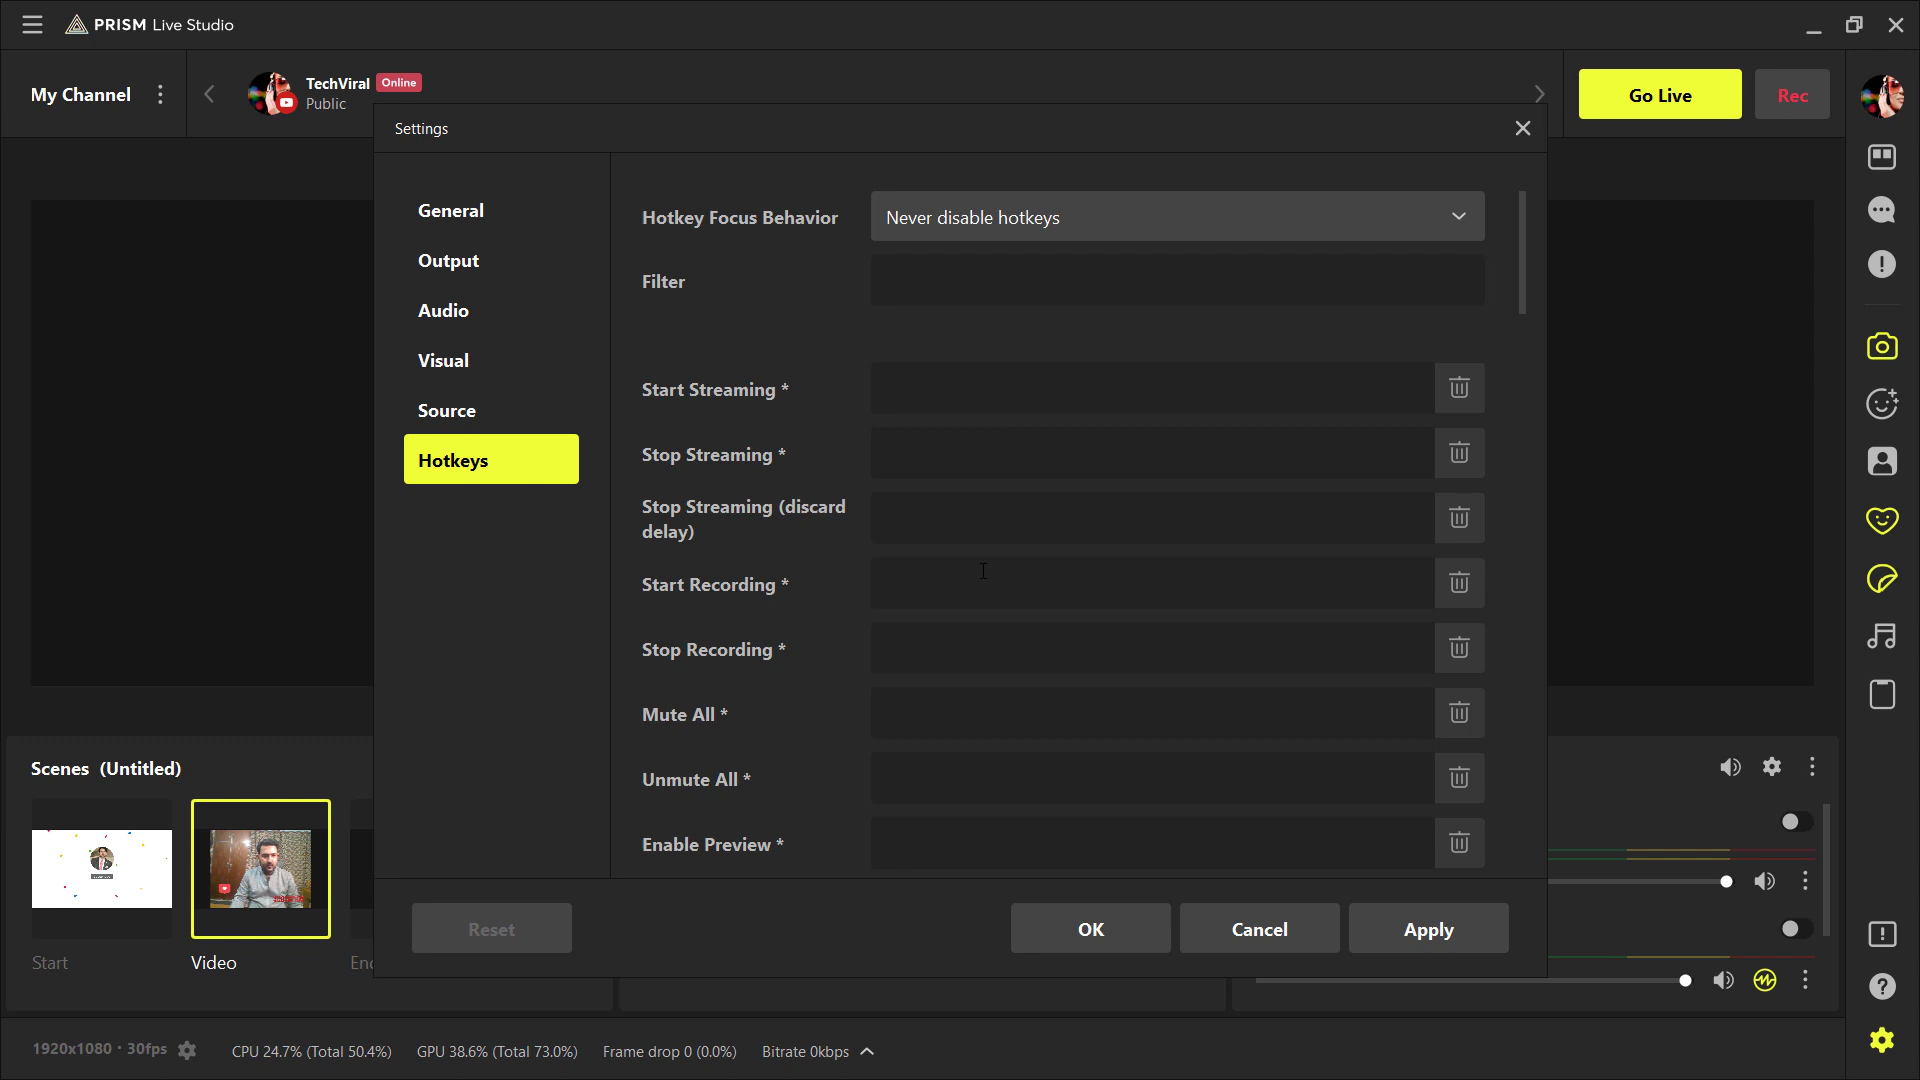 PRISM Live Studio
My Channel
TechViral Online
Public
Go Live
Rec
Settings
General
Output
Audio
Visual
Source
Hotkeys
Hotkey Focus Behavior
Never disable hotkeys
Filter
Start Streaming *
Stop Streaming *
Stop Streaming (discard
delay)
Start Recording *
Stop Recording *
Mute All *
Unmute All *
Enable Preview *
Reset
OK
Cancel
Apply
Scenes (Untitled)
Start
Video
1920x1080 • 30fps
CPU 24.7% (Total 50.4%)
GPU 38.6% (Total 73.0%)
Frame drop 0 (0.0%)
Bitrate 0kbps